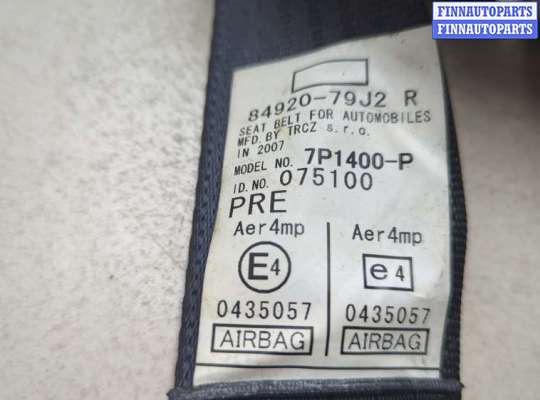 FINNAUTOPARTS
FINNAUTOPARTS
84920-79J2 R
SEAT BELT FOR AUTOMOBILES
MFD. BY TRCZ s.r.o.
IN 2007
MODEL NO. 7P1400-P
ID. NO. 075100
PRE
Aer4mp Aer4mp
E4 e4
0435057 0435057
AIRBAG AIRBAG